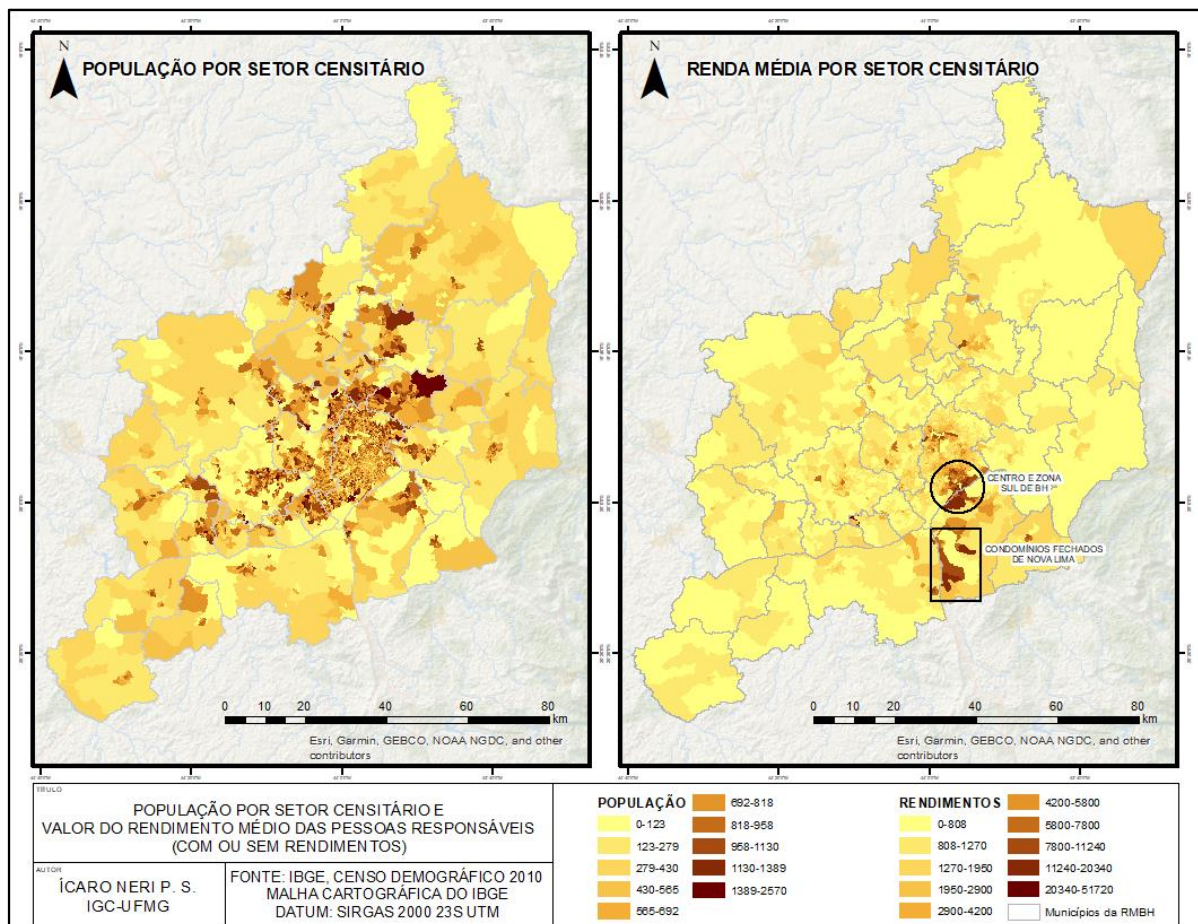 N
POPULAÇÃO POR SETOR CENSITÁRIO
0 5 10 20 40 60 80
km
Esri, Garmin, GEBCO, NOAA NGDC, and other
contributors
N
RENDA MÉDIA POR SETOR CENSITÁRIO
CENTRO E ZONA
SUL DE BH
CONDOMÍNIOS FECHADOS
DE NOVA LIMA
0 5 10 20 40 60 80
km
Esri, Garmin, GEBCO, NOAA NGDC, and other
contributors
TÍTULO
POPULAÇÃO POR SETOR CENSITÁRIO E
VALOR DO RENDIMENTO MÉDIO DAS PESSOAS RESPONSÁVEIS
(COM OU SEM RENDIMENTOS)
AUTOR
ÍCARO NERI P. S.
IGC-UFMG
FONTE: IBGE, CENSO DEMOGRÁFICO 2010
MALHA CARTOGRÁFICA DO IBGE
DATUM: SIRGAS 2000 23S UTM
POPULAÇÃO
0-123
123-279
279-430
430-565
565-692
692-818
818-958
958-1130
1130-1389
1389-2570
RENDIMENTOS
0-808
808-1270
1270-1950
1950-2900
2900-4200
4200-5800
5800-7800
7800-11240
11240-20340
20340-51720
Municípios da RMBH